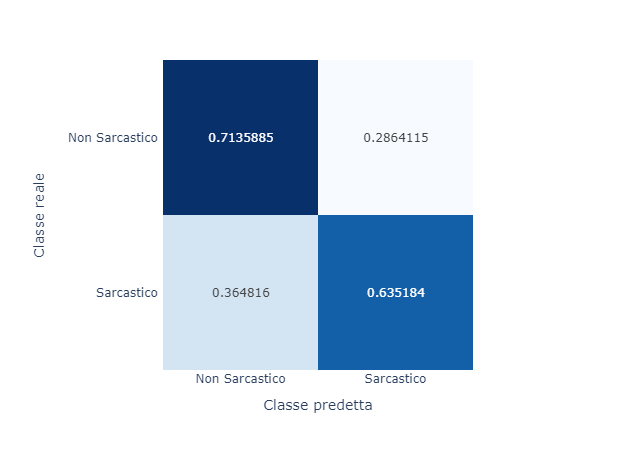 0.7135885
0.2864115
Non Sarcastico
Classe reale
0.364816
0.635184
Sarcastico
Non Sarcastico
Sarcastico
Classe predetta